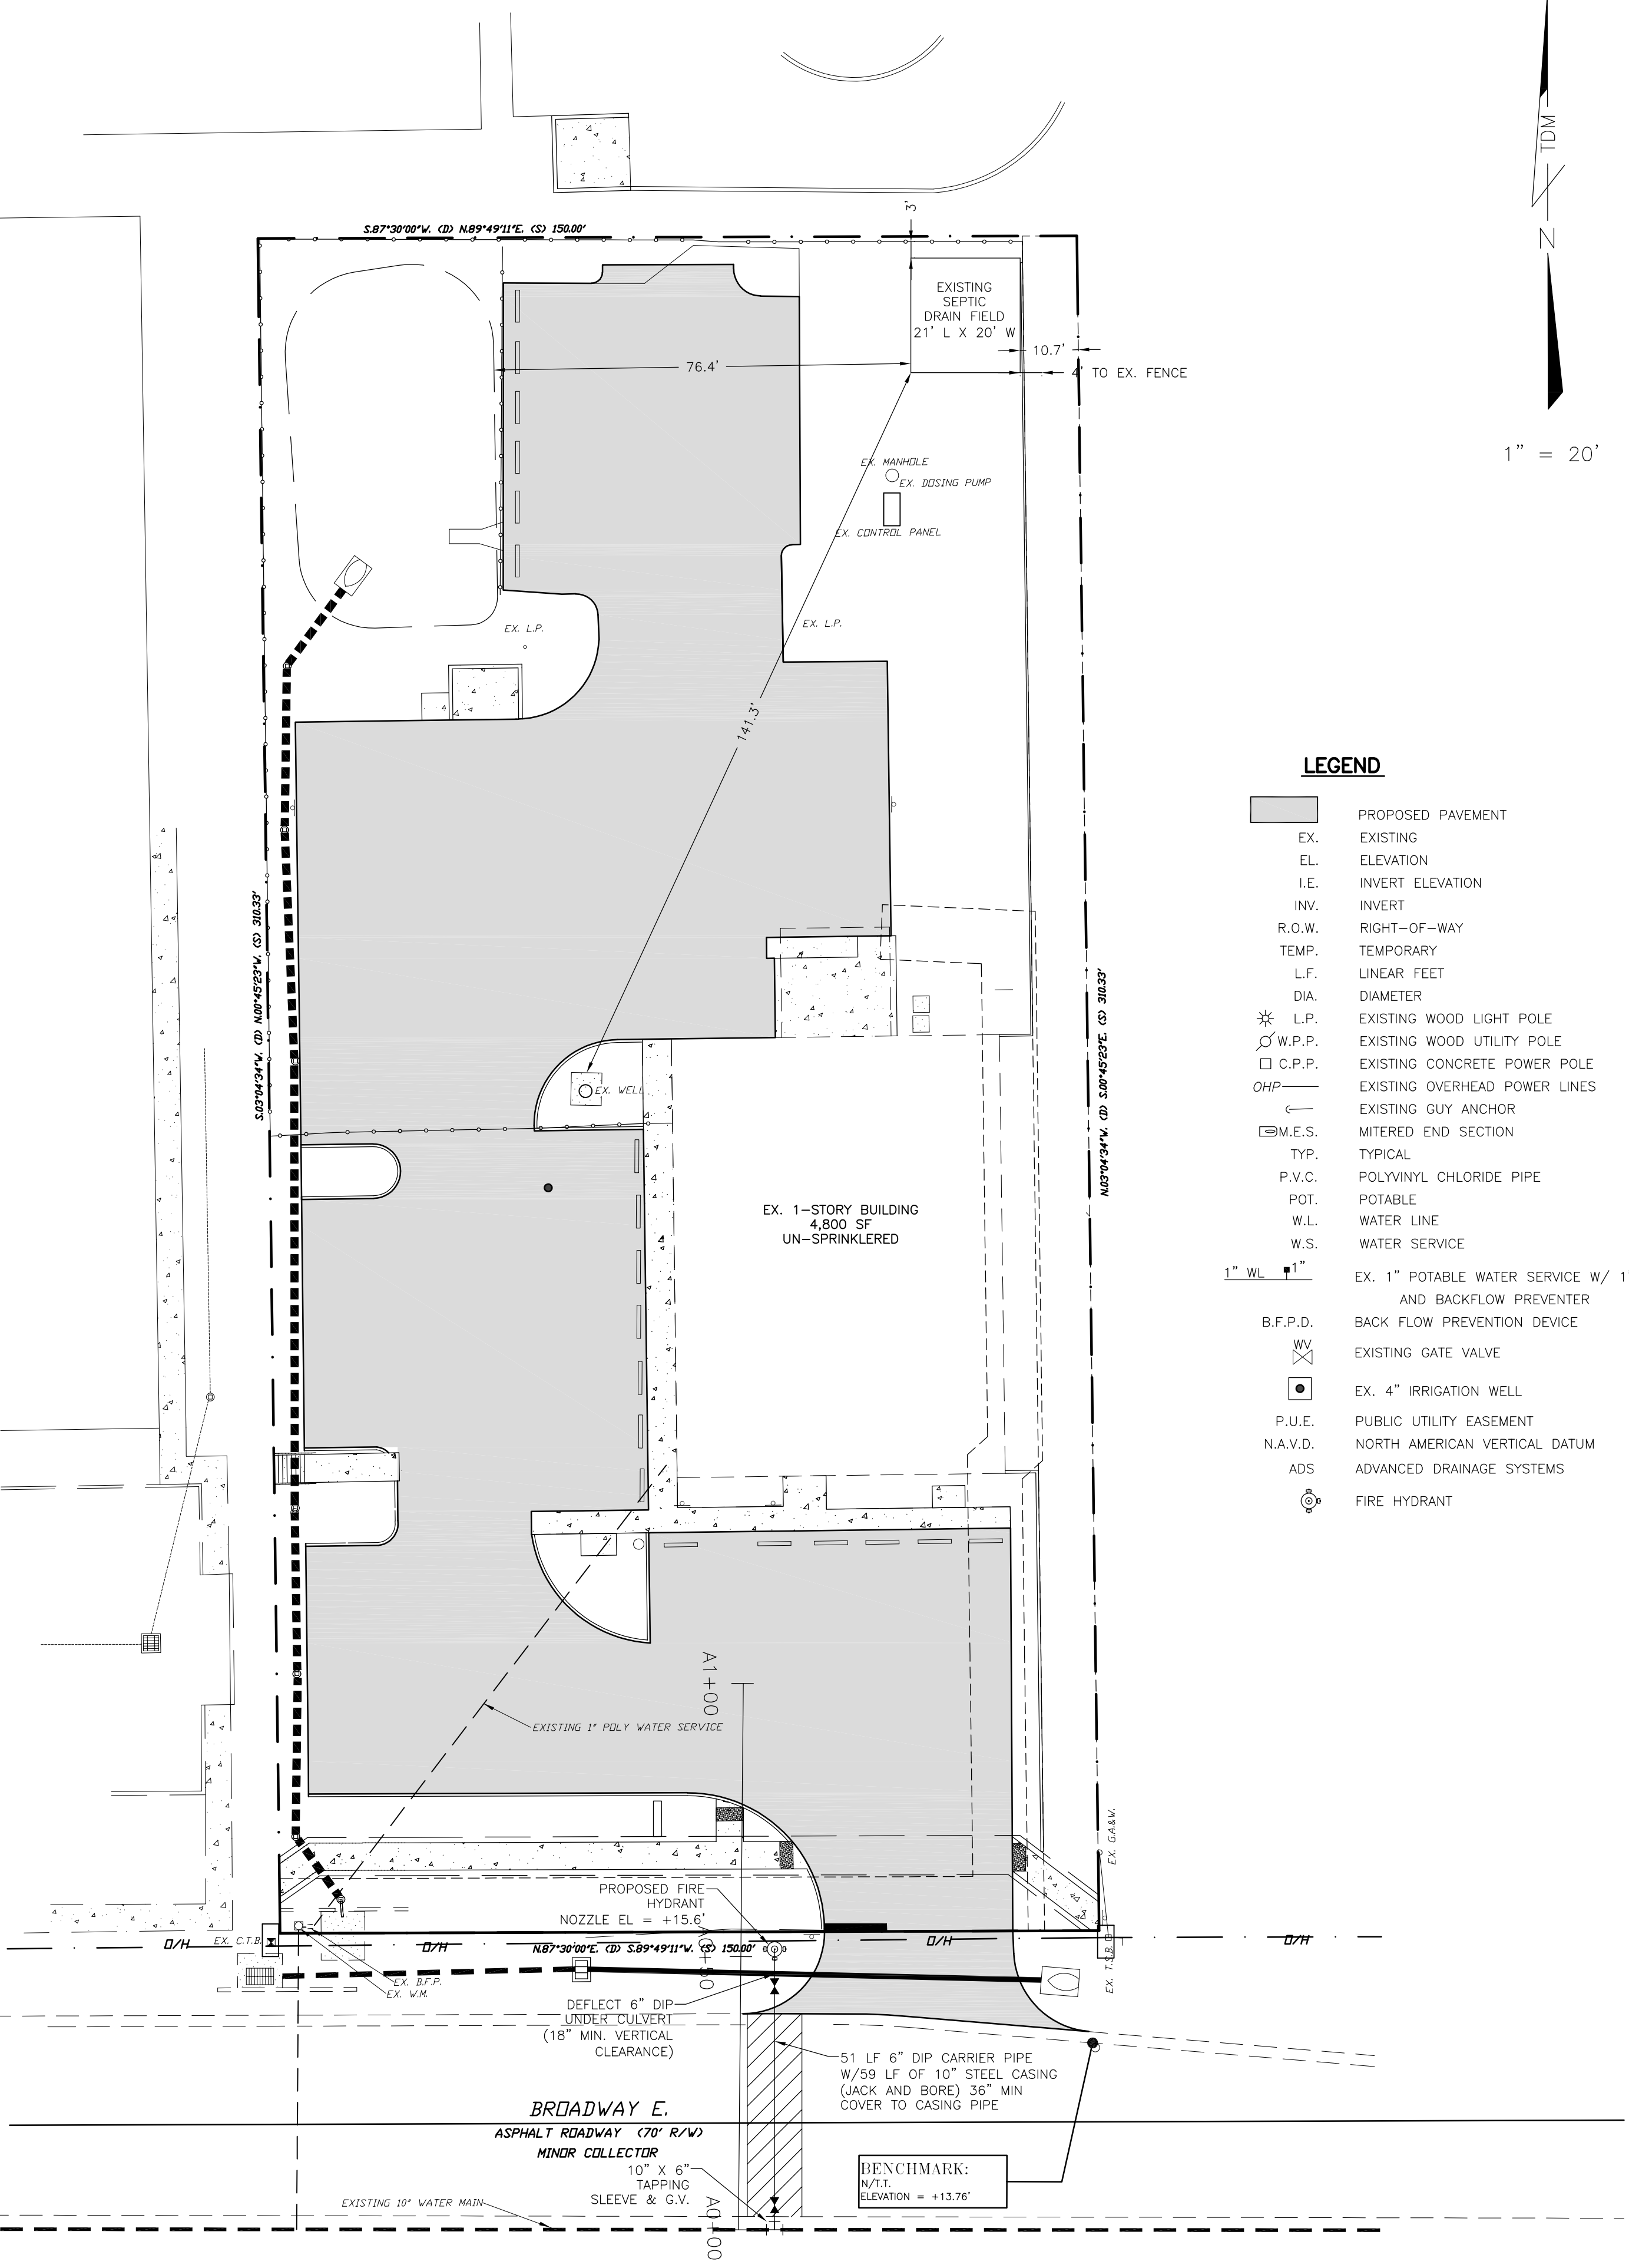 TDM
N
1" = 20'
S.87°30'00"W. (D) N.89°49'11"E. (S) 150.00'
3'
EXISTING
SEPTIC
DRAIN FIELD
21' L X 20' W
10.7'
76.4'
4' TO EX. FENCE
EX. MANHOLE
EX. DOSING PUMP
EX. CONTROL PANEL
EX. L.P.
EX. L.P.
141.3'
S.03°04'34"W. (D) N.00°45'23"W. (S) 310.33'
N.03°04'34"W. (D) S.00°45'23"E. (S) 310.33'
EX. WELL
EX. 1-STORY BUILDING
4,800 SF
UN-SPRINKLERED
LEGEND
PROPOSED PAVEMENT
EX. EXISTING
EL. ELEVATION
I.E. INVERT ELEVATION
INV. INVERT
R.O.W. RIGHT-OF-WAY
TEMP. TEMPORARY
L.F. LINEAR FEET
DIA. DIAMETER
L.P. EXISTING WOOD LIGHT POLE
W.P.P. EXISTING WOOD UTILITY POLE
C.P.P. EXISTING CONCRETE POWER POLE
OHP EXISTING OVERHEAD POWER LINES
EXISTING GUY ANCHOR
M.E.S. MITERED END SECTION
TYP. TYPICAL
P.V.C. POLYVINYL CHLORIDE PIPE
POT. POTABLE
W.L. WATER LINE
W.S. WATER SERVICE
1" WL 1" EX. 1" POTABLE WATER SERVICE W/ 1
AND BACKFLOW PREVENTER
B.F.P.D. BACK FLOW PREVENTION DEVICE
WV EXISTING GATE VALVE
EX. 4" IRRIGATION WELL
P.U.E. PUBLIC UTILITY EASEMENT
N.A.V.D. NORTH AMERICAN VERTICAL DATUM
ADS ADVANCED DRAINAGE SYSTEMS
FIRE HYDRANT
A1+00
EXISTING 1" POLY WATER SERVICE
EX. G.A.&W.
PROPOSED FIRE
HYDRANT
NOZZLE EL = +15.6'
EX. C.T.B.
O/H
O/H
O/H
O/H
N.87°30'00"E. (D) S.89°49'11"W. (S) 150.00'
A0+50
EX. T.S.B.
EX. B.F.P.
EX. W.M.
DEFLECT 6" DIP
UNDER CULVERT
(18" MIN. VERTICAL
CLEARANCE)
51 LF 6" DIP CARRIER PIPE
W/59 LF OF 10" STEEL CASING
(JACK AND BORE) 36" MIN
COVER TO CASING PIPE
BROADWAY E.
ASPHALT ROADWAY (70' R/W)
MINOR COLLECTOR
10" X 6"
TAPPING
SLEEVE & G.V.
BENCHMARK:
N/T.T.
ELEVATION = +13.76'
EXISTING 10" WATER MAIN
A0+00